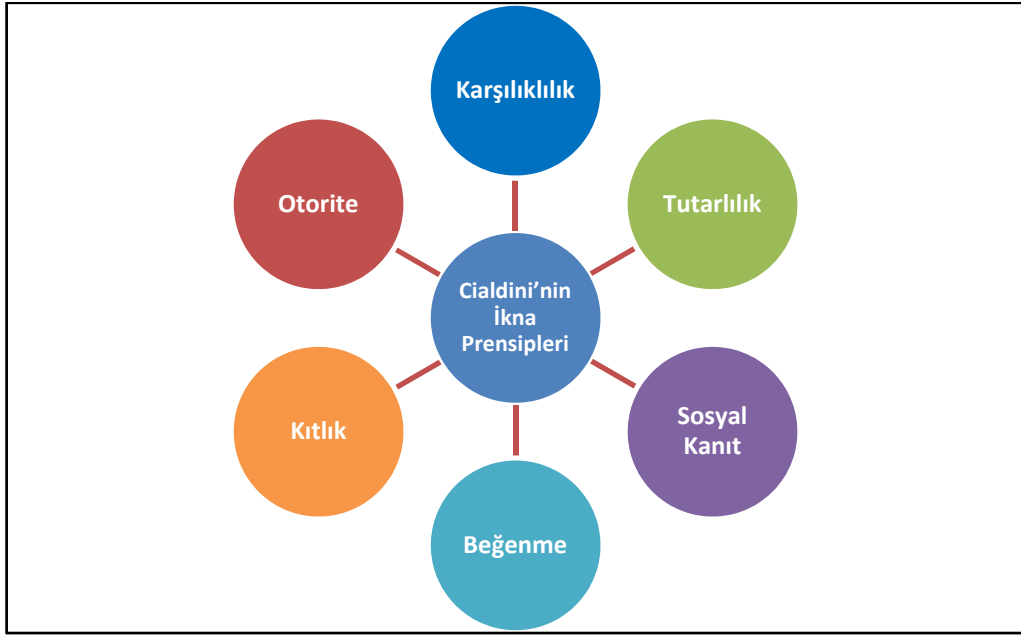 Karşılıklılık
Otorite
Tutarlılık
Cialdini’nin
İkna
Prensipleri
Kıtlık
Sosyal
Kanıt
Beğenme